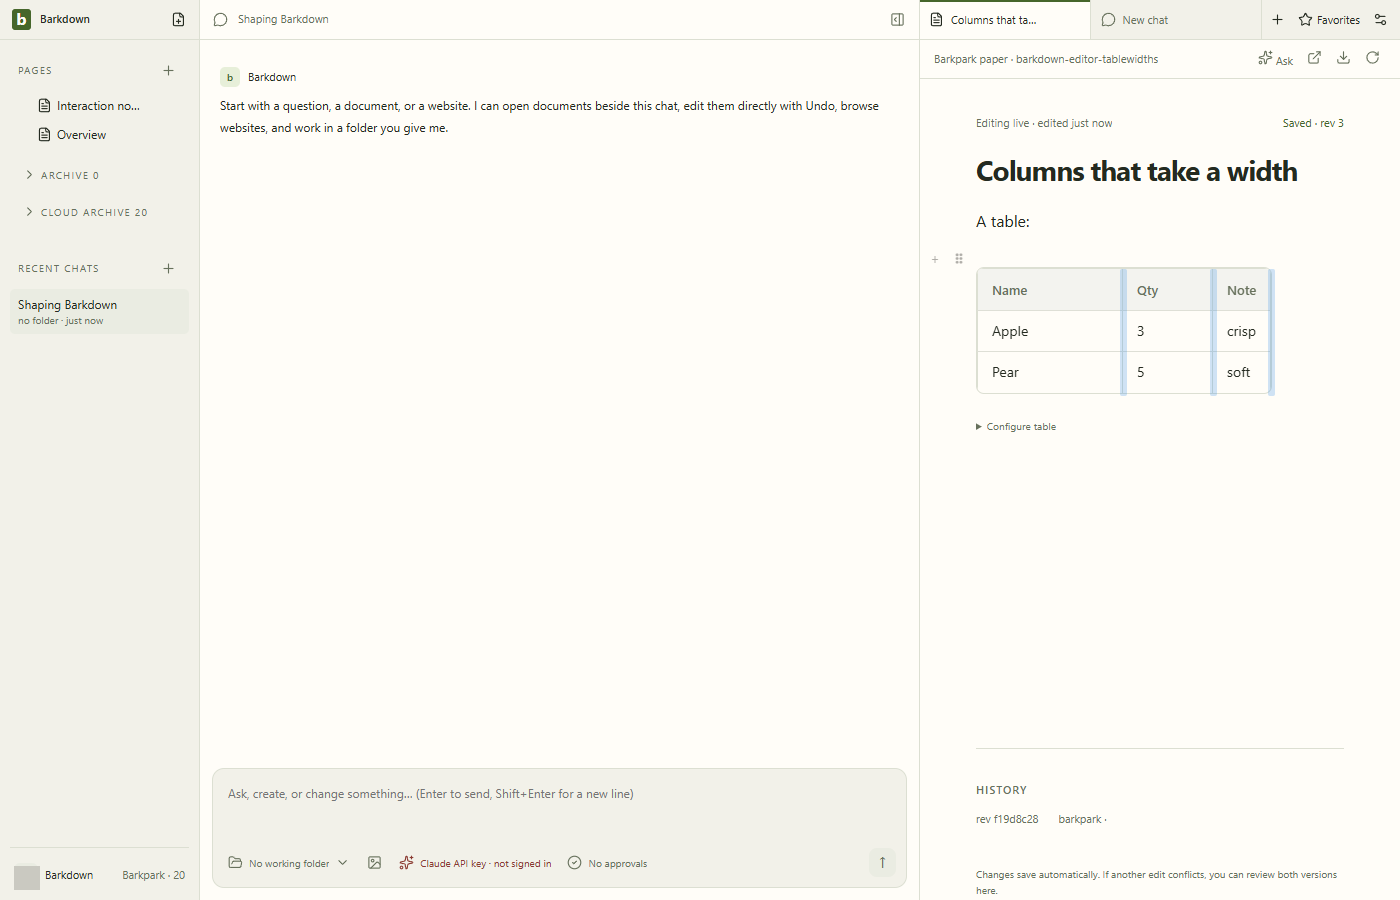 b Barkdown
PAGES
Interaction no...
Overview
ARCHIVE 0
CLOUD ARCHIVE 20
RECENT CHATS
Shaping Barkdown
no folder · just now
Barkdown
Barkpark · 20
Shaping Barkdown
b Barkdown
Start with a question, a document, or a website. I can open documents beside this chat, edit them directly with Undo, browse
websites, and work in a folder you give me.
Ask, create, or change something... (Enter to send, Shift+Enter for a new line)
No working folder
Claude API key · not signed in
No approvals
Columns that ta...
New chat
Favorites
Barkpark paper · barkdown-editor-tablewidths
Ask
Editing live · edited just now
Saved · rev 3
Columns that take a width
A table:
Name Qty Note
Apple 3 crisp
Pear 5 soft
Configure table
HISTORY
rev f19d8c28 barkpark ·
Changes save automatically. If another edit conflicts, you can review both versions
here.